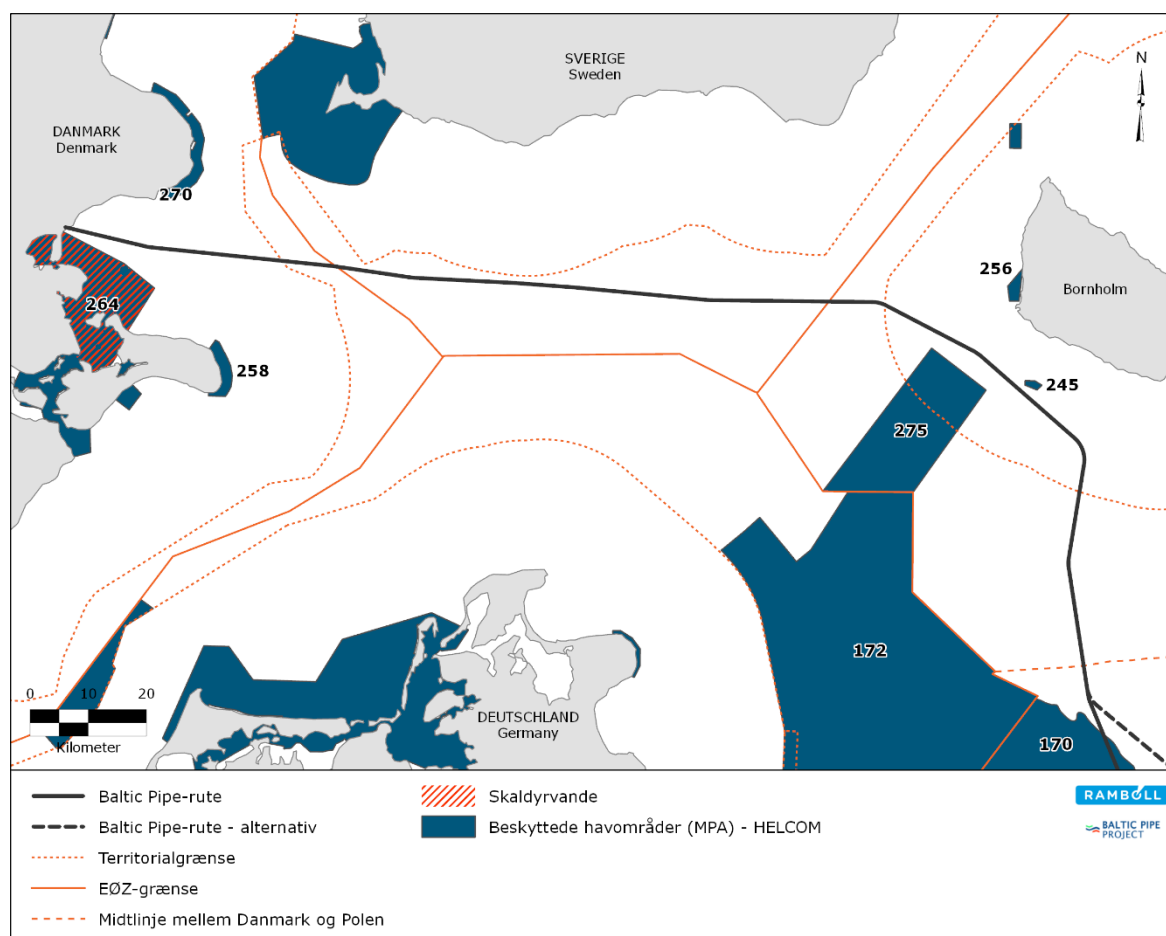 SVERIGE
Sweden
N
DANMARK
Denmark
270
256
Bornholm
264
258
245
275
172
0 10 20
Kilometer
DEUTSCHLAND
Germany
170
Baltic Pipe-rute
Baltic Pipe-rute - alternativ
Territorialgrænse
EØZ-grænse
Midtlinje mellem Danmark og Polen
Skaldyrvande
Beskyttede havområder (MPA) - HELCOM
RAMBOLL
BALTIC PIPE
PROJECT